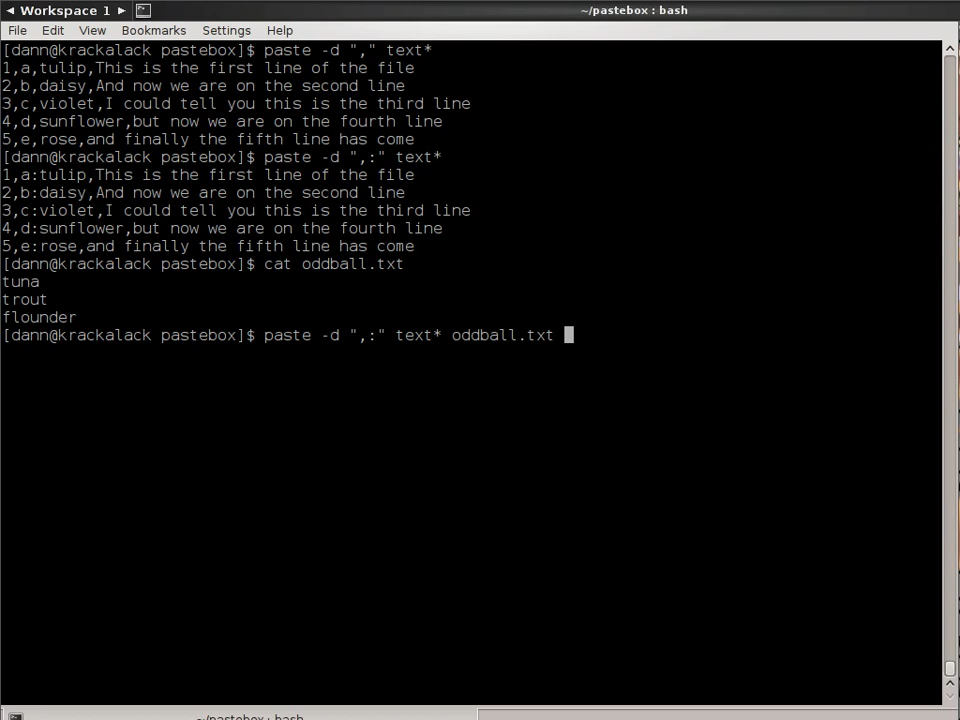 ◀ Workspace 1 ▶
~/pastebox : bash
File Edit View Bookmarks Settings Help
[dann@krackalack pastebox]$ paste -d "," text*
1,a,tulip,This is the first line of the file
2,b,daisy,And now we are on the second line
3,c,violet,I could tell you this is the third line
4,d,sunflower,but now we are on the fourth line
5,e,rose,and finally the fifth line has come
[dann@krackalack pastebox]$ paste -d ",:" text*
1,a:tulip,This is the first line of the file
2,b:daisy,And now we are on the second line
3,c:violet,I could tell you this is the third line
4,d:sunflower,but now we are on the fourth line
5,e:rose,and finally the fifth line has come
[dann@krackalack pastebox]$ cat oddball.txt
tuna
trout
flounder
[dann@krackalack pastebox]$ paste -d ",:" text* oddball.txt
~/pastebox : bash